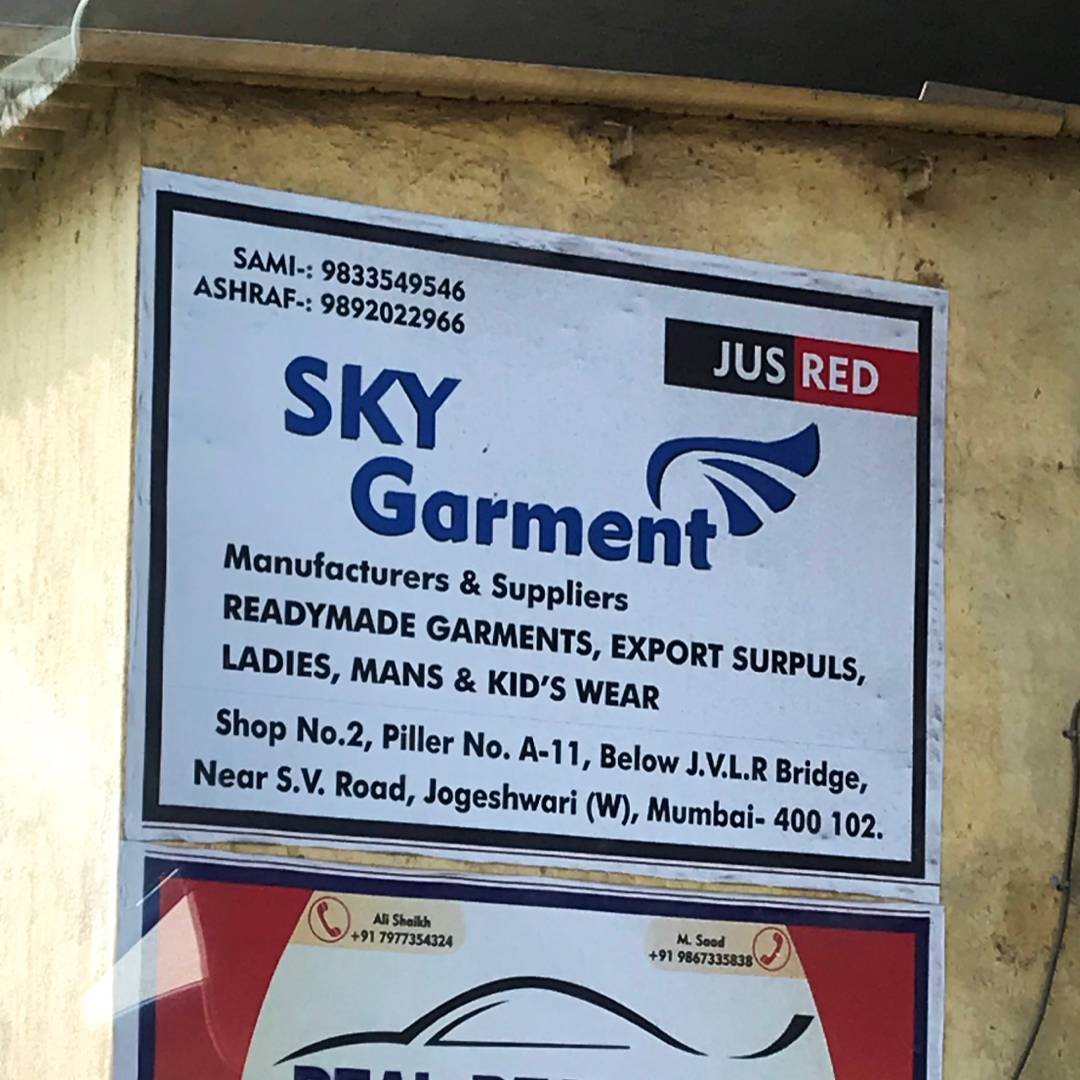 SAMI-: 9833549546
ASHRAF-: 9892022966
JUS RED
SKY
Garment
Manufacturers & Suppliers
READYMADE GARMENTS, EXPORT SURPULS,
LADIES, MANS & KID'S WEAR
Shop No.2, Piller No. A-11, Below J.V.L.R Bridge,
Near S.V. Road, Jogeshwari (W), Mumbai- 400 102.
Ali Shaikh
+91 7977354324
M. Saad
+91 9867335838